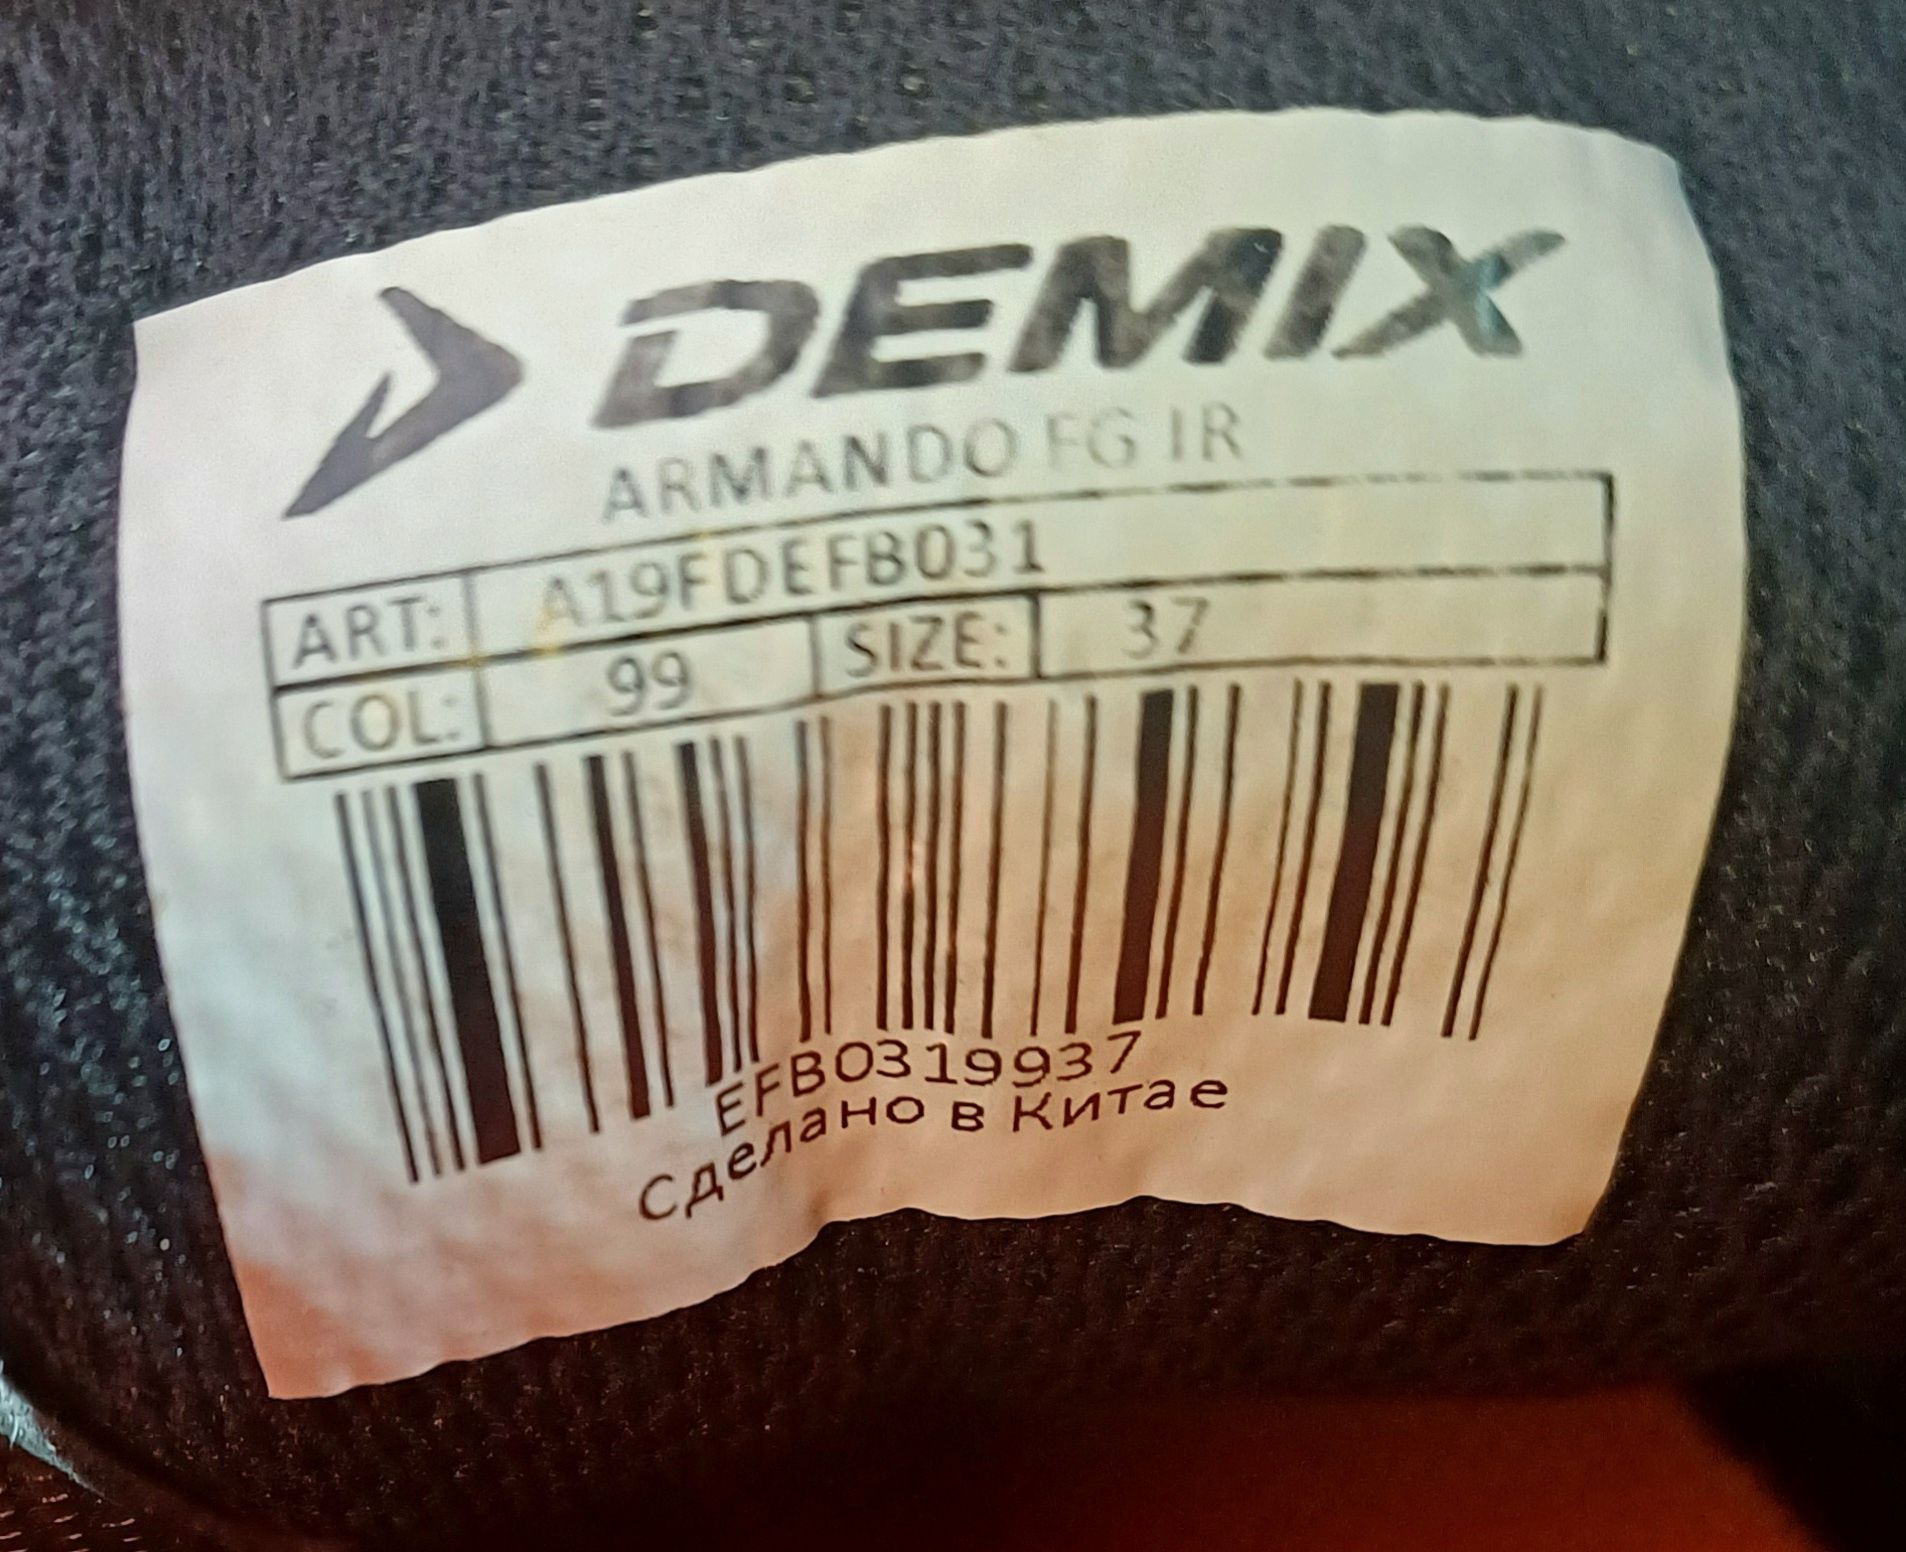 DEMIX
ARMANDO FG IR
ART: A19FDEFB031
COL: 99 SIZE: 37
EFB0319937
Сделано в Китае